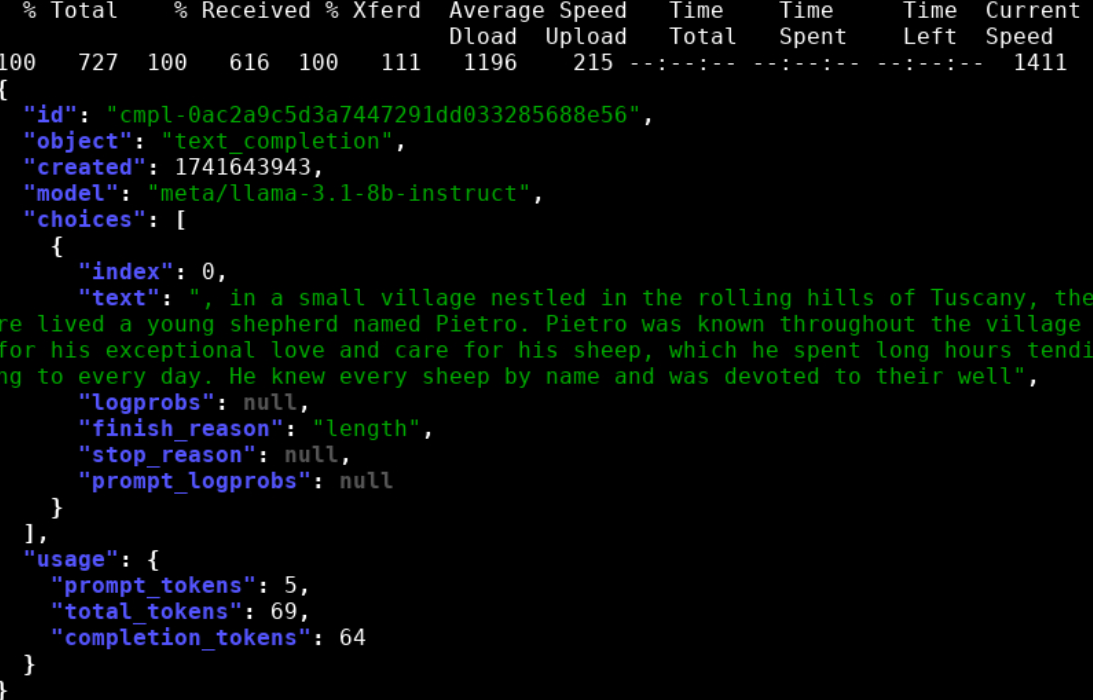 % Total    % Received % Xferd  Average Speed   Time    Time     Time  Current
                                 Dload  Upload   Total   Spent    Left  Speed
100   727  100   616  100   111   1196    215 --:--:-- --:--:-- --:--:--  1411
{
  "id": "cmpl-0ac2a9c5d3a7447291dd033285688e56",
  "object": "text_completion",
  "created": 1741643943,
  "model": "meta/llama-3.1-8b-instruct",
  "choices": [
    {
      "index": 0,
      "text": ", in a small village nestled in the rolling hills of Tuscany, the
re lived a young shepherd named Pietro. Pietro was known throughout the village
for his exceptional love and care for his sheep, which he spent long hours tendi
ng to every day. He knew every sheep by name and was devoted to their well",
      "logprobs": null,
      "finish_reason": "length",
      "stop_reason": null,
      "prompt_logprobs": null
    }
  ],
  "usage": {
    "prompt_tokens": 5,
    "total_tokens": 69,
    "completion_tokens": 64
  }
}